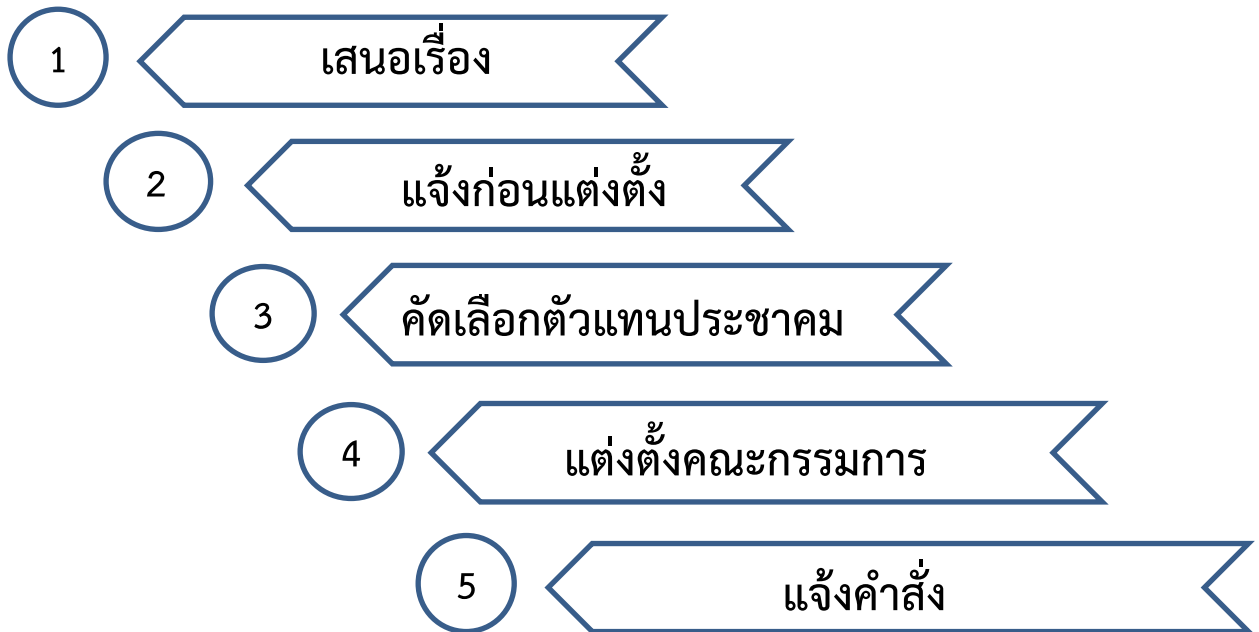 1 เสนอเรื่อง
2 แจ้งก่อนแต่งตั้ง
3 คัดเลือกตัวแทนประชาคม
4 แต่งตั้งคณะกรรมการ
5 แจ้งคำสั่ง